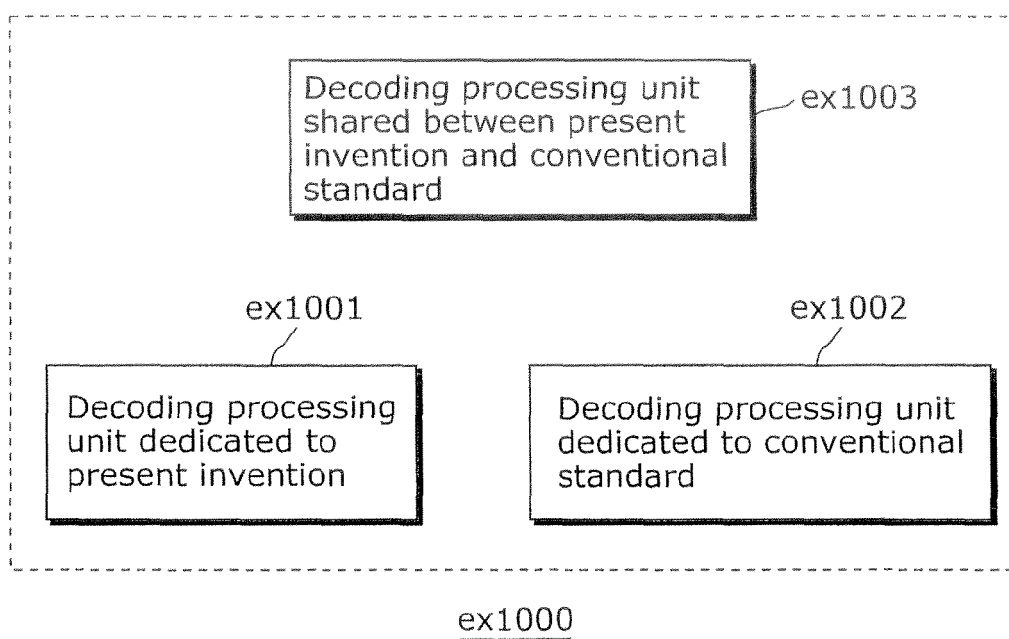 Decoding processing unit
shared between present
invention and conventional
standard
ex1003
ex1001
ex1002
Decoding processing
unit dedicated to
present invention
Decoding processing unit
dedicated to conventional
standard
ex1000